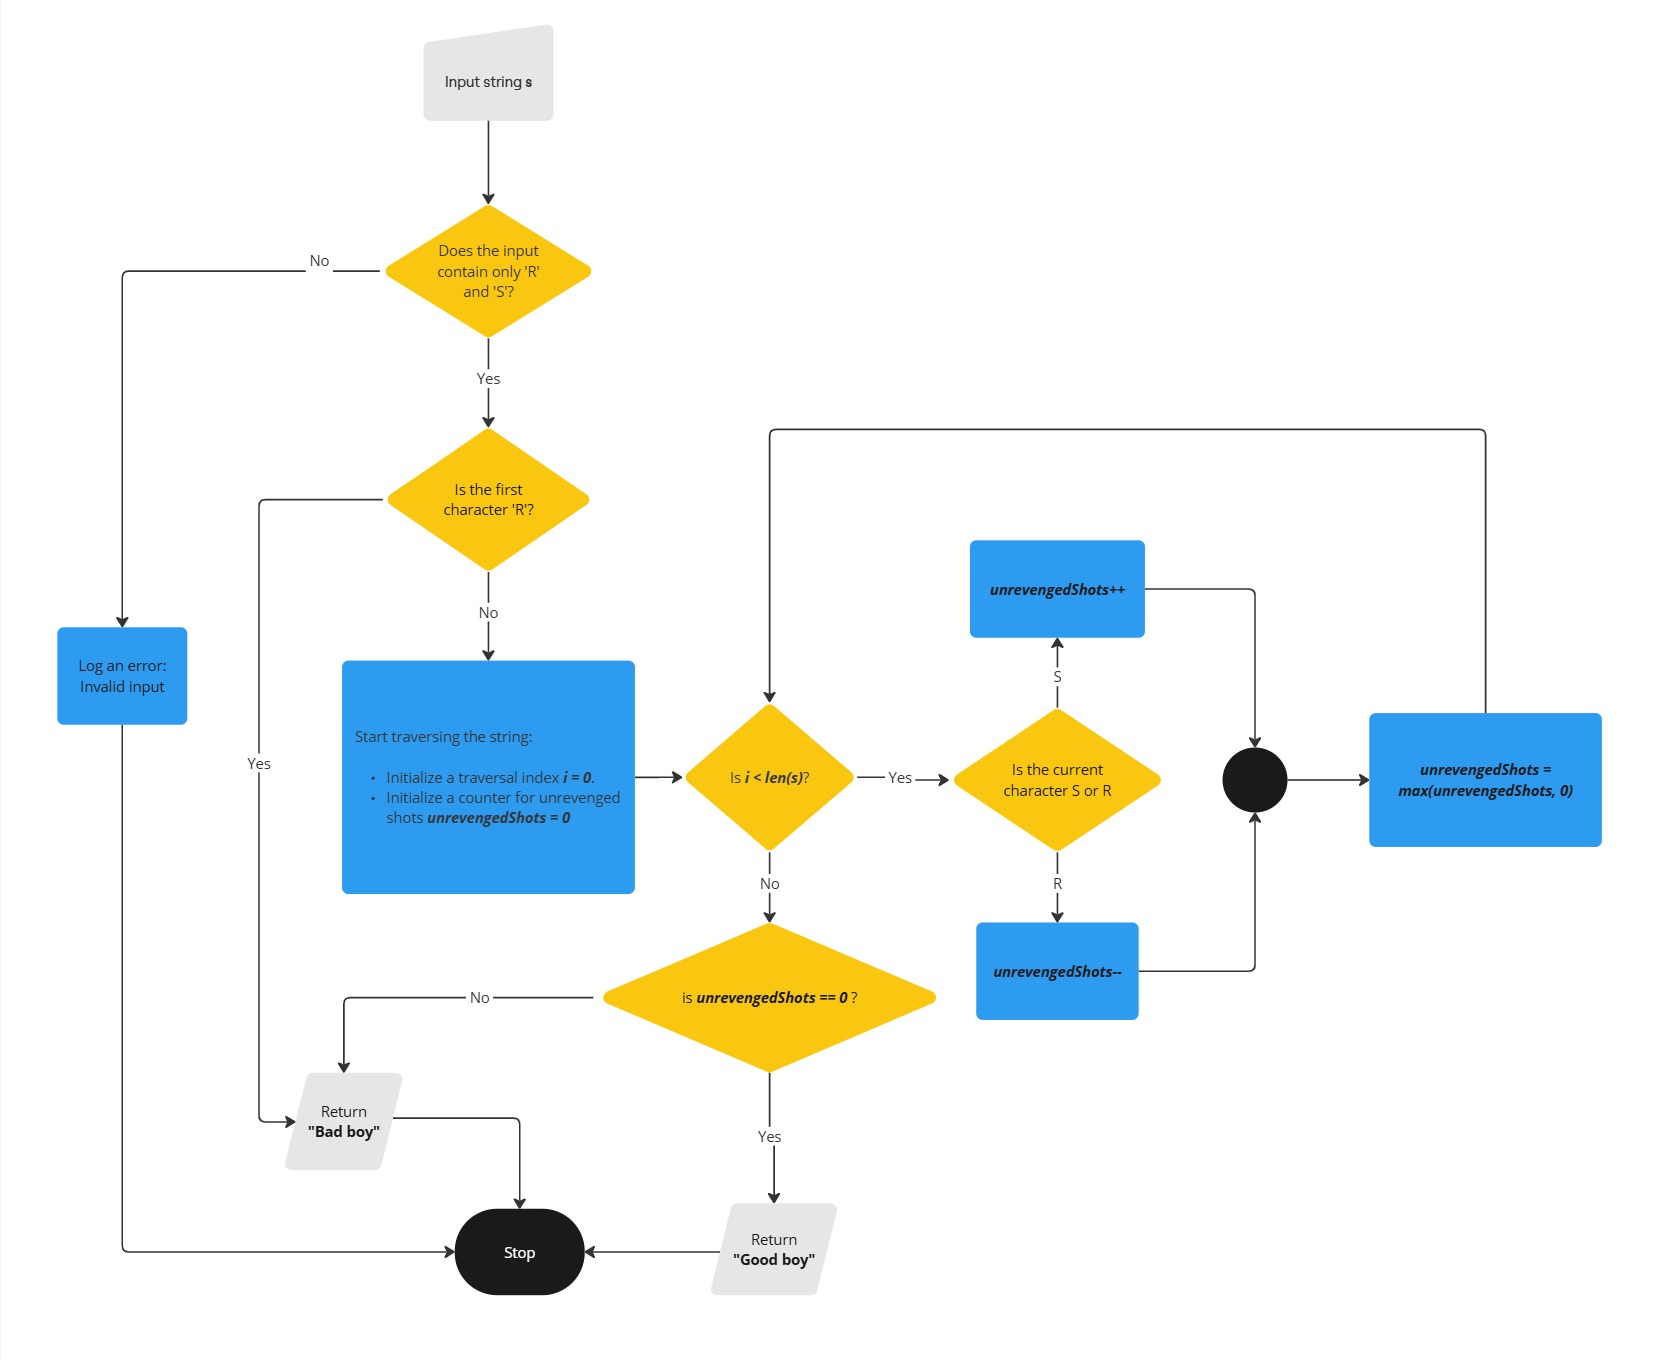 Input string s
Does the input
contain only 'R'
and 'S'?
No
Yes
Is the first
character 'R'?
No
Yes
Log an error:
Invalid input
Start traversing the string:
• Initialize a traversal index i = 0.
• Initialize a counter for unrevenged
shots unrevengedShots = 0
Is i < len(s)?
Yes
Is the current
character S or R
S
unrevengedShots++
R
unrevengedShots--
unrevengedShots =
max(unrevengedShots, 0)
No
is unrevengedShots == 0 ?
No
Return
"Bad boy"
Yes
Return
"Good boy"
Stop